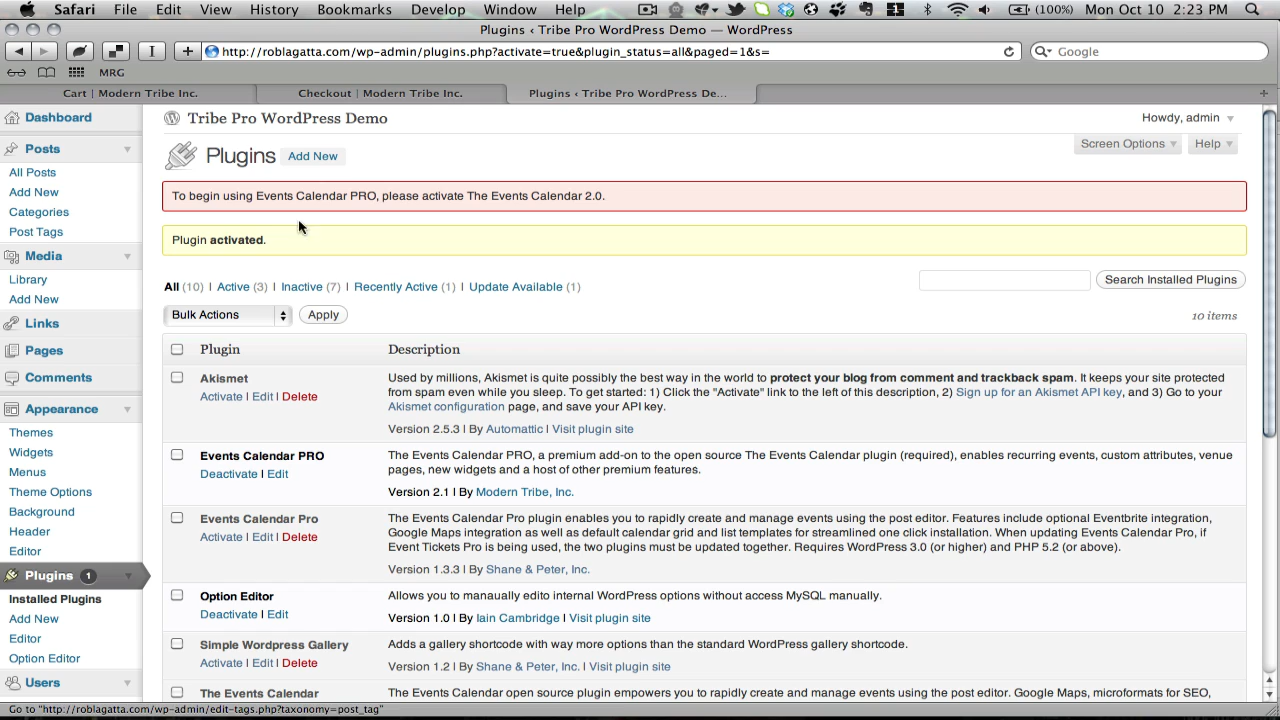 Safari File Edit View History Bookmarks Develop Window Help (100%) Mon Oct 10 2:23 PM
Plugins ‹ Tribe Pro WordPress Demo — WordPress
http://roblagatta.com/wp-admin/plugins.php?activate=true&plugin_status=all&paged=1&s= Google
MRG
Cart | Modern Tribe Inc. Checkout | Modern Tribe Inc. Plugins ‹ Tribe Pro WordPress De...
Dashboard
Posts
All Posts
Add New
Categories
Post Tags
Media
Library
Add New
Links
Pages
Comments
Appearance
Themes
Widgets
Menus
Theme Options
Background
Header
Editor
Plugins 1
Installed Plugins
Add New
Editor
Option Editor
Users
Tribe Pro WordPress Demo Howdy, admin
Plugins Add New Screen Options Help
To begin using Events Calendar PRO, please activate The Events Calendar 2.0.
Plugin activated.
All (10) | Active (3) | Inactive (7) | Recently Active (1) | Update Available (1) Search Installed Plugins
Bulk Actions Apply 10 items
Plugin Description
Akismet
Activate | Edit | Delete
Used by millions, Akismet is quite possibly the best way in the world to protect your blog from comment and trackback spam. It keeps your site protected
from spam even while you sleep. To get started: 1) Click the "Activate" link to the left of this description, 2) Sign up for an Akismet API key, and 3) Go to your
Akismet configuration page, and save your API key.
Version 2.5.3 | By Automattic | Visit plugin site
Events Calendar PRO
Deactivate | Edit
The Events Calendar PRO, a premium add-on to the open source The Events Calendar plugin (required), enables recurring events, custom attributes, venue
pages, new widgets and a host of other premium features.
Version 2.1 | By Modern Tribe, Inc.
Events Calendar Pro
Activate | Edit | Delete
The Events Calendar Pro plugin enables you to rapidly create and manage events using the post editor. Features include optional Eventbrite integration,
Google Maps integration as well as default calendar grid and list templates for streamlined one click installation. When updating Events Calendar Pro, if
Event Tickets Pro is being used, the two plugins must be updated together. Requires WordPress 3.0 (or higher) and PHP 5.2 (or above).
Version 1.3.3 | By Shane & Peter, Inc.
Option Editor
Deactivate | Edit
Allows you to manaually edito internal WordPress options without access MySQL manually.
Version 1.0 | By Iain Cambridge | Visit plugin site
Simple Wordpress Gallery
Activate | Edit | Delete
Adds a gallery shortcode with way more options than the standard WordPress gallery shortcode.
Version 1.2 | By Shane & Peter, Inc. | Visit plugin site
The Events Calendar
The Events Calendar open source plugin empowers you to rapidly create and manage events using the post editor. Google Maps, microformats for SEO,
Go to "http://roblagatta.com/wp-admin/edit-tags.php?taxonomy=post_tag"